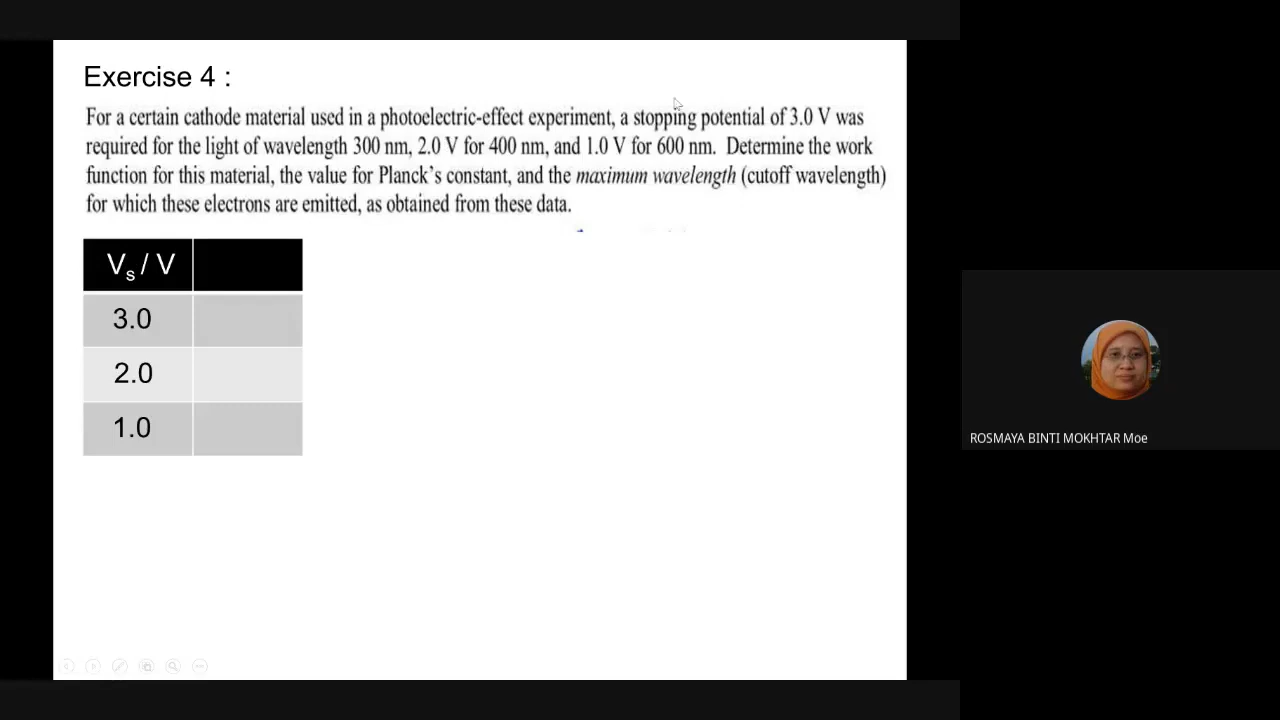 Exercise 4 :
For a certain cathode material used in a photoelectric-effect experiment, a stopping potential of 3.0 V was
required for the light of wavelength 300 nm, 2.0 V for 400 nm, and 1.0 V for 600 nm. Determine the work
function for this material, the value for Planck's constant, and the maximum wavelength (cutoff wavelength)
for which these electrons are emitted, as obtained from these data.
Vs / V
3.0
2.0
1.0
ROSMAYA BINTI MOKHTAR Moe